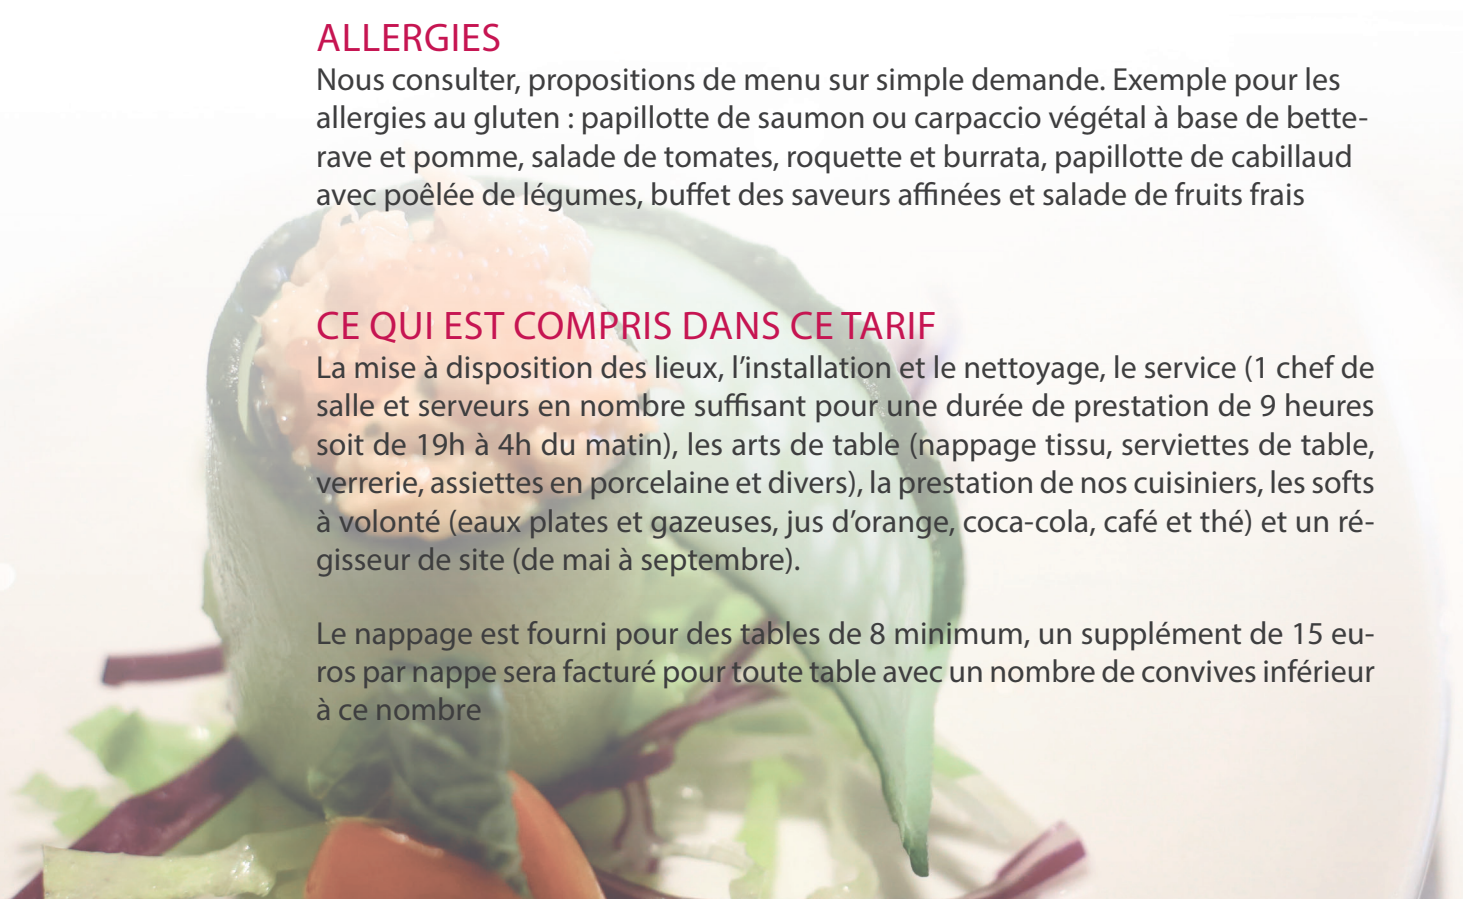 ALLERGIES
Nous consulter, propositions de menu sur simple demande. Exemple pour les
allergies au gluten : papillotte de saumon ou carpaccio végétal à base de bette-
rave et pomme, salade de tomates, roquette et burrata, papillotte de cabillaud
avec poêlée de légumes, buffet des saveurs affinées et salade de fruits frais
CE QUI EST COMPRIS DANS CE TARIF
La mise à disposition des lieux, l’installation et le nettoyage, le service (1 chef de
salle et serveurs en nombre suffisant pour une durée de prestation de 9 heures
soit de 19h à 4h du matin), les arts de table (nappage tissu, serviettes de table,
verrerie, assiettes en porcelaine et divers), la prestation de nos cuisiniers, les softs
à volonté (eaux plates et gazeuses, jus d’orange, coca-cola, café et thé) et un ré-
gisseur de site (de mai à septembre).
Le nappage est fourni pour des tables de 8 minimum, un supplément de 15 eu-
ros par nappe sera facturé pour toute table avec un nombre de convives inférieur
à ce nombre